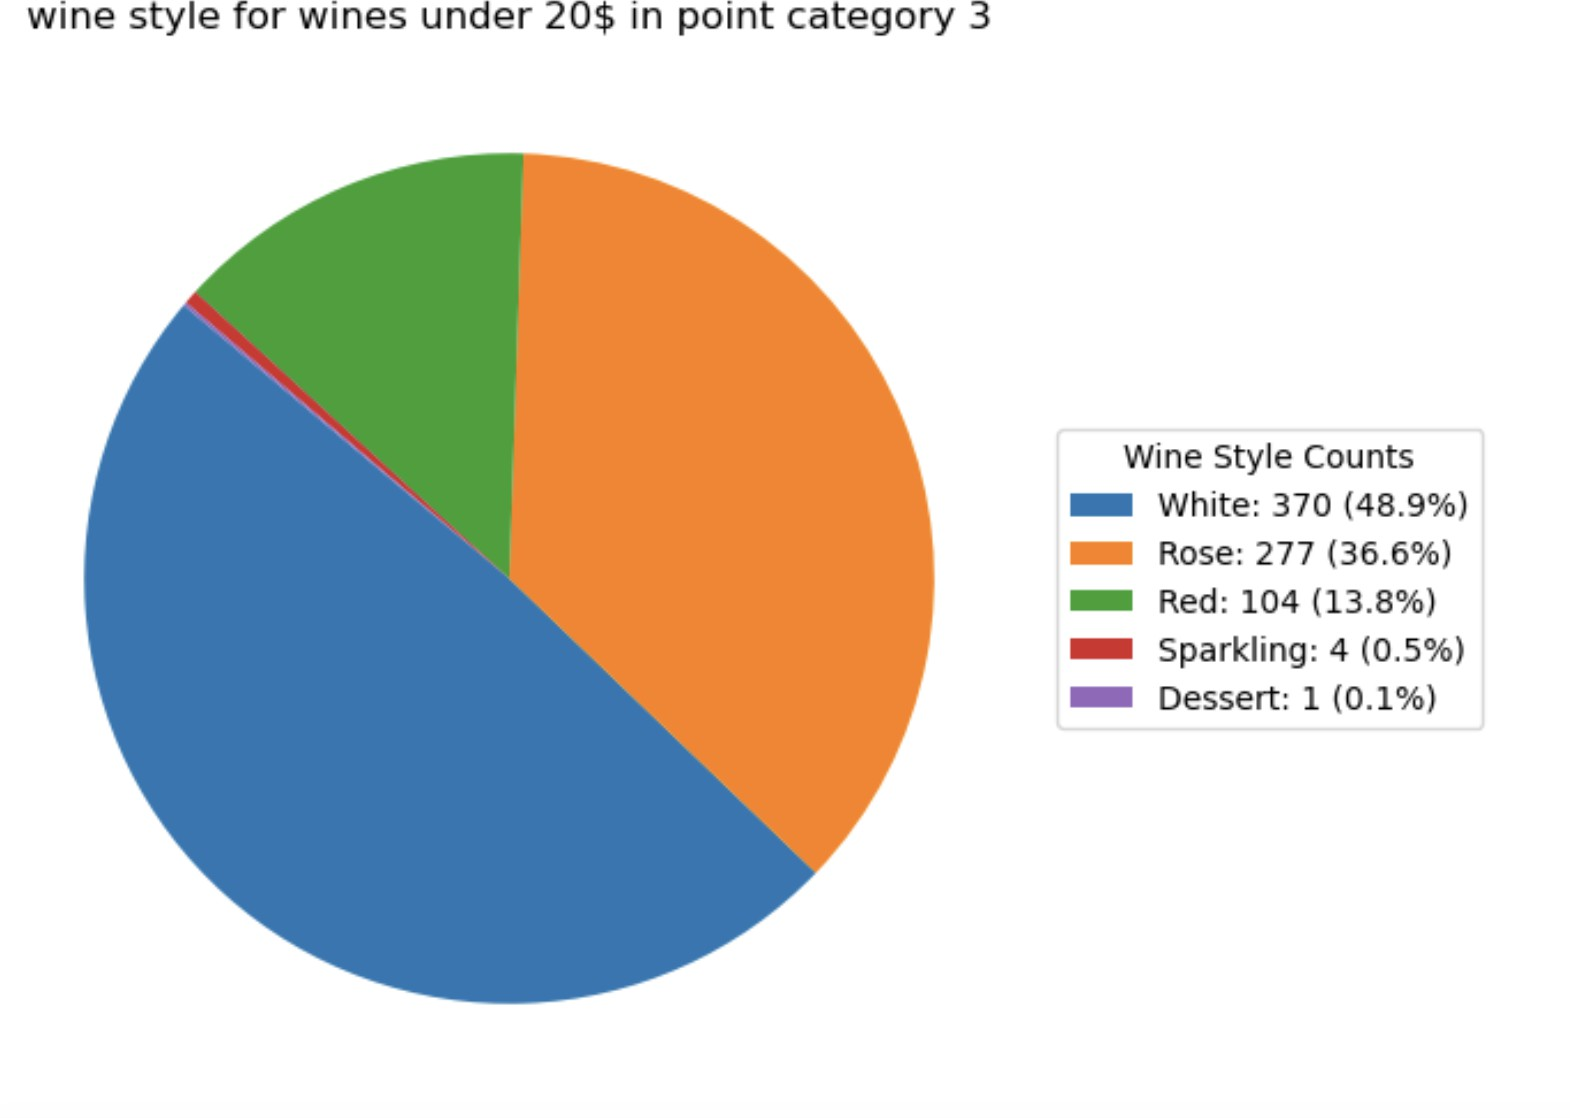 wine style for wines under 20$ in point category 3
Wine Style Counts
White: 370 (48.9%)
Rose: 277 (36.6%)
Red: 104 (13.8%)
Sparkling: 4 (0.5%)
Dessert: 1 (0.1%)